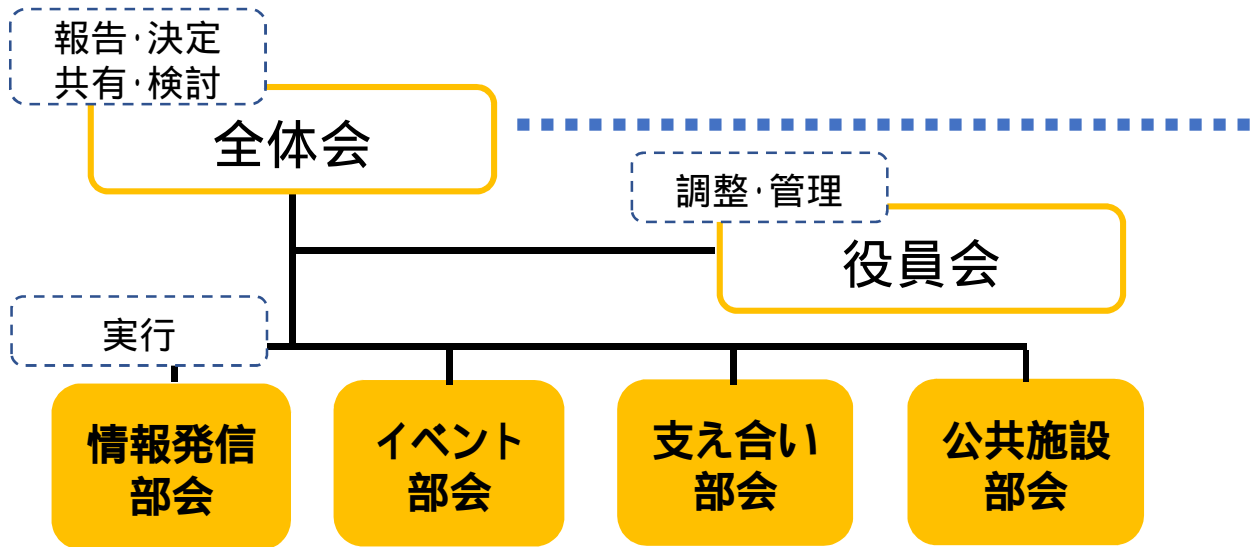 報告・決定
共有・検討
全体会
調整・管理
役員会
実行
情報発信
部会
イベント
部会
支え合い
部会
公共施設
部会